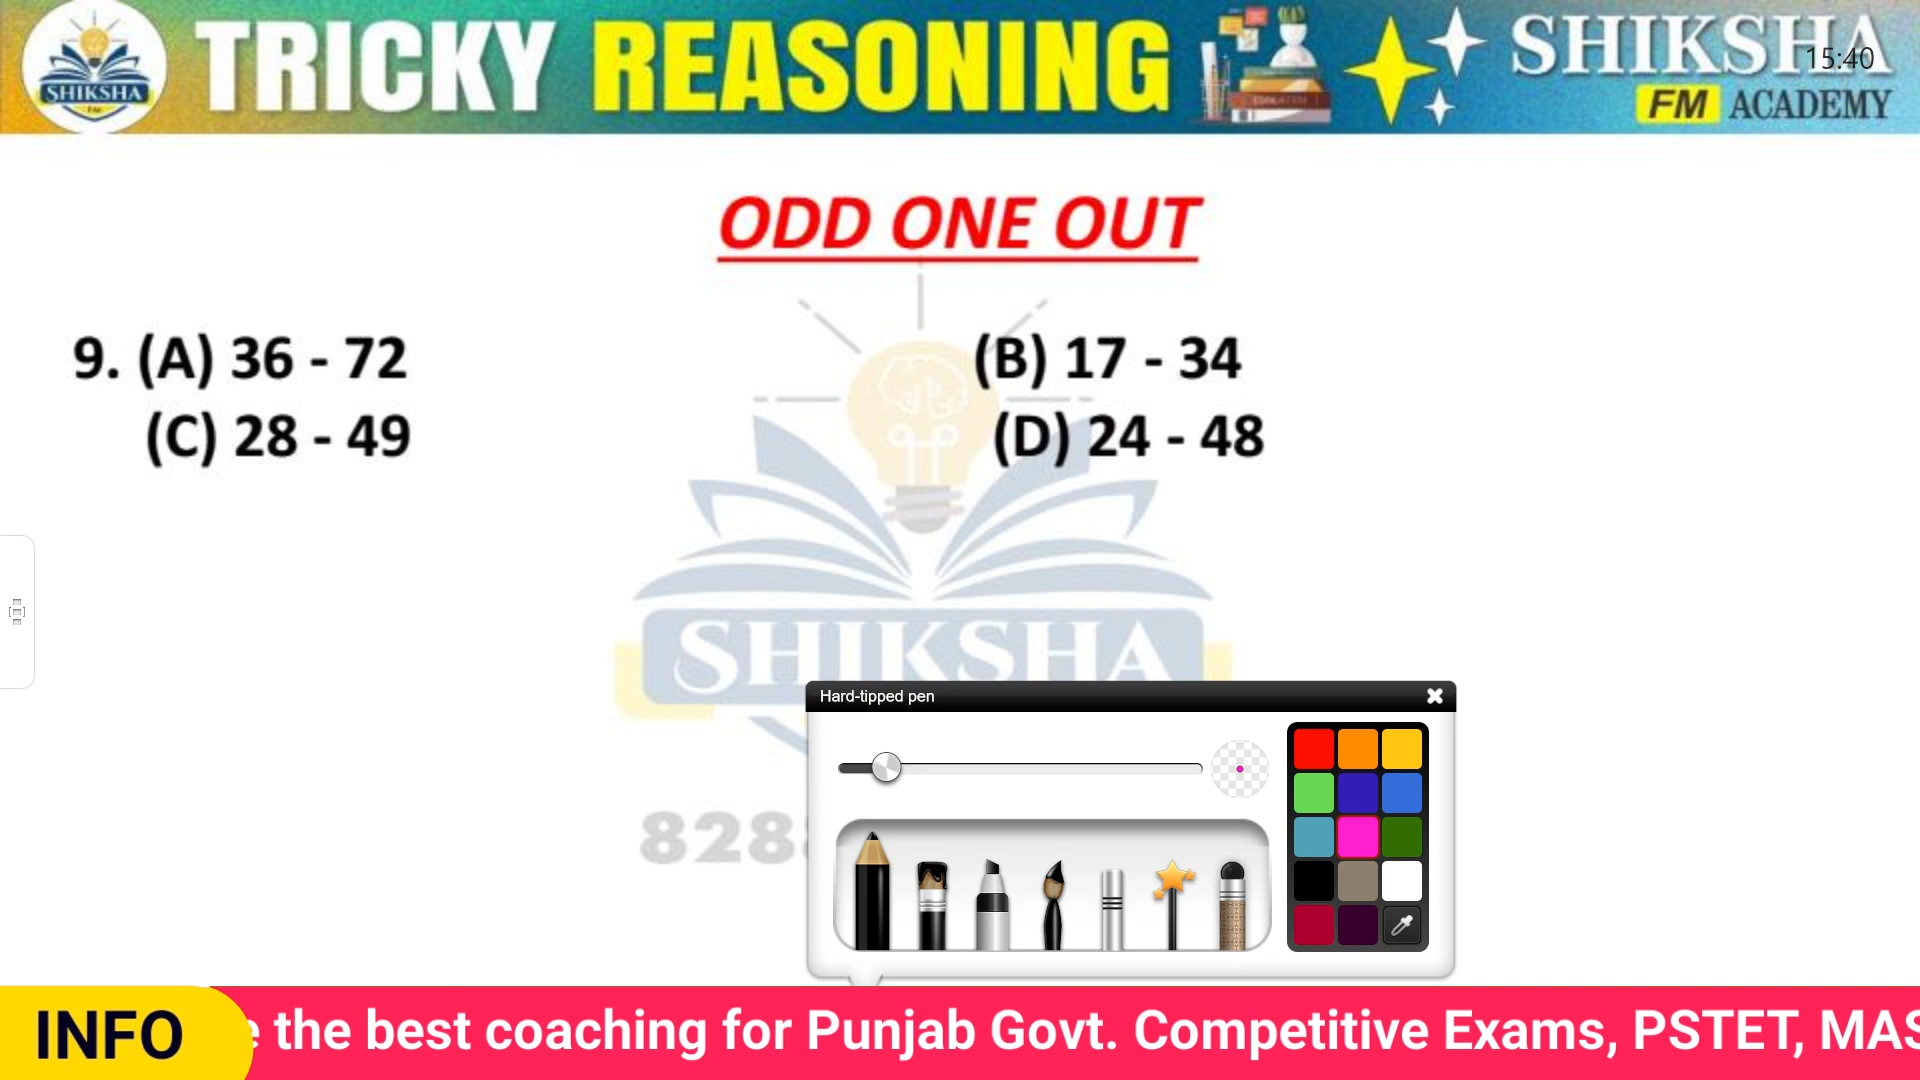 SHIKSHA
TRICKY REASONING
SHIKSHA
15:40
FM ACADEMY
ODD ONE OUT
9. (A) 36 - 72
(B) 17 - 34
(C) 28 - 49
(D) 24 - 48
SHIKSHA
Hard-tipped pen
828
INFO
the best coaching for Punjab Govt. Competitive Exams, PSTET, MAS